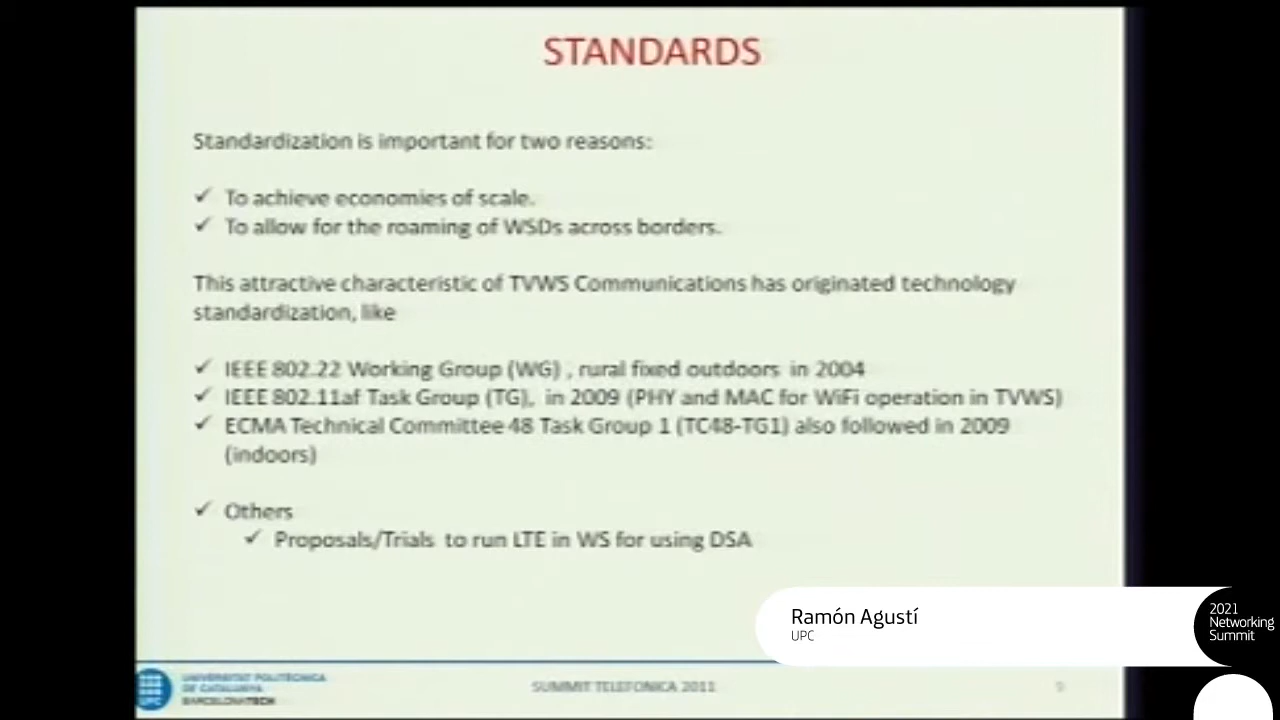 STANDARDS
Standardization is important for two reasons:
✓ To achieve economies of scale.
✓ To allow for the roaming of WSDs across borders.
This attractive characteristic of TVWS Communications has originated technology
standardization, like
✓ IEEE 802.22 Working Group (WG) , rural fixed outdoors in 2004
✓ IEEE 802.11af Task Group (TG), in 2009 (PHY and MAC for WiFi operation in TVWS)
✓ ECMA Technical Committee 48 Task Group 1 (TC48-TG1) also followed in 2009
(indoors)
✓ Others
✓ Proposals/Trials to run LTE in WS for using DSA
Ramón Agustí
UPC
2021
Networking
Summit
UNIVERSITAT POLITÈCNICA
DE CATALUNYA
BARCELONATECH
UPC
SUMMIT TELEFONICA 2011
9